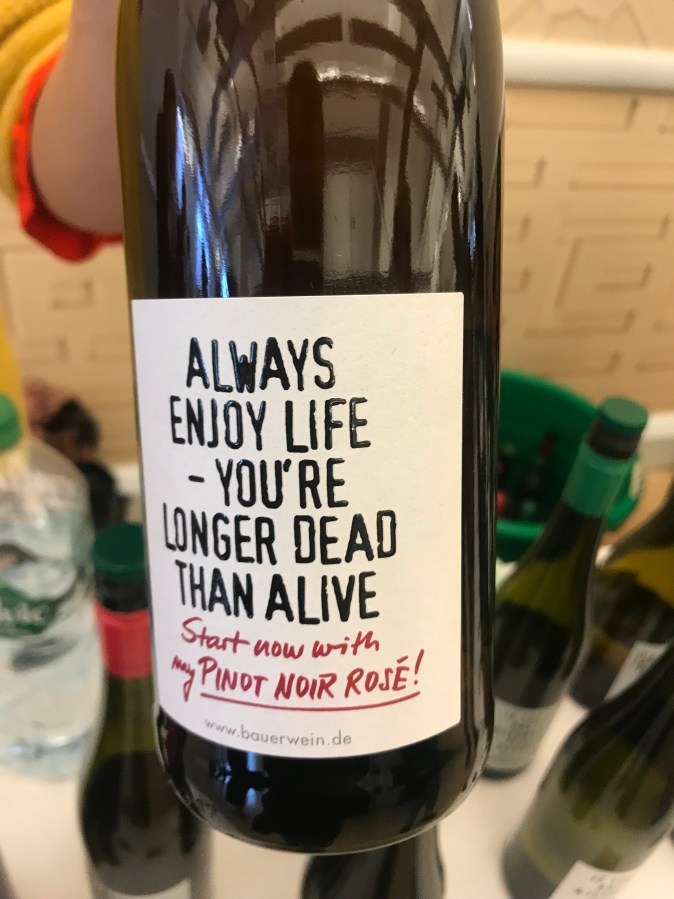 ALWAYS
ENJOY LIFE
- YOU'RE
LONGER DEAD
THAN ALIVE
Start now with
my PINOT NOIR ROSÉ!
www.bauerwein.de